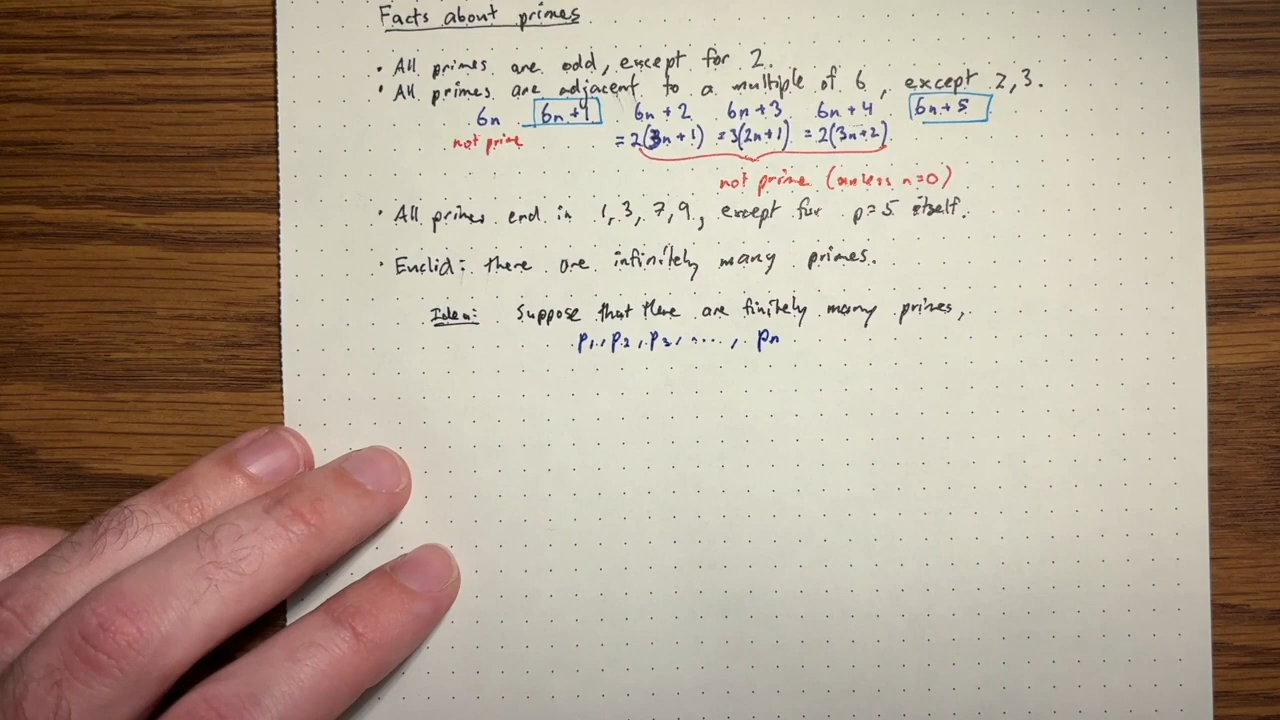 Facts about primes
• All primes are odd, except for 2.
• All primes are adjacent to a multiple of 6, except 2, 3.
6n 6n+1 6n+2 6n+3 6n+4 6n+5
not prime = 2(3n+1) = 3(2n+1) = 2(3n+2)
not prime (unless n=0)
• All primes end in 1, 3, 7, 9, except for p=5 itself.
• Euclid: there are infinitely many primes.
Idea: Suppose that there are finitely many primes,
p₁, p₂, p₃, ...., pₙ